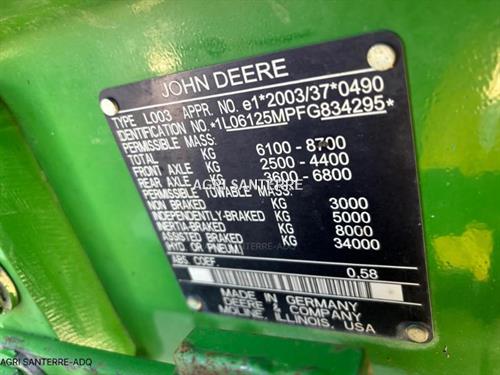 JOHN DEERE
TYPE L003 APPR. NO. e1*2003/37*0490
IDENTIFICATION NO. *1L06125MPFG834295*
PERMISSIBLE MASS:
TOTAL KG 6100 - 8700
FRONT AXLE KG 2500 - 4400
REAR AXLE KG 3600 - 6800
PERMISSIBLE TOWABLE MASS:
NON BRAKED KG 3000
INDEPENDENTLY-BRAKED KG 5000
INERTIA-BRAKED KG 8000
ASSISTED BRAKED KG 34000
(HYD. OR PNEUM.)
ABS COEF. 0.58
MADE IN GERMANY
DEERE & COMPANY
MOLINE, ILLINOIS, USA
AGRI SANTERRE
AGRI SANTERRE-ADQ